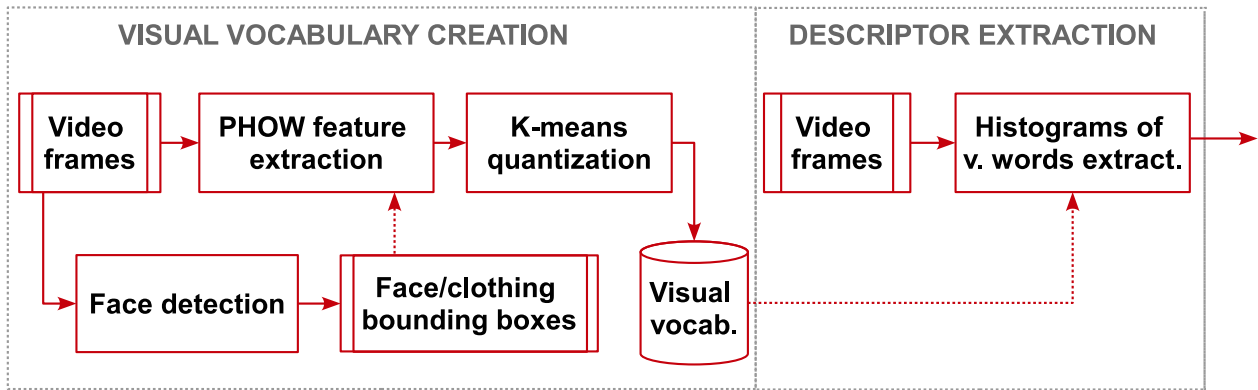 VISUAL VOCABULARY CREATION
Video
frames
PHOW feature
extraction
K-means
quantization
Face detection
Face/clothing
bounding boxes
Visual
vocab.
DESCRIPTOR EXTRACTION
Video
frames
Histograms of
v. words extract.